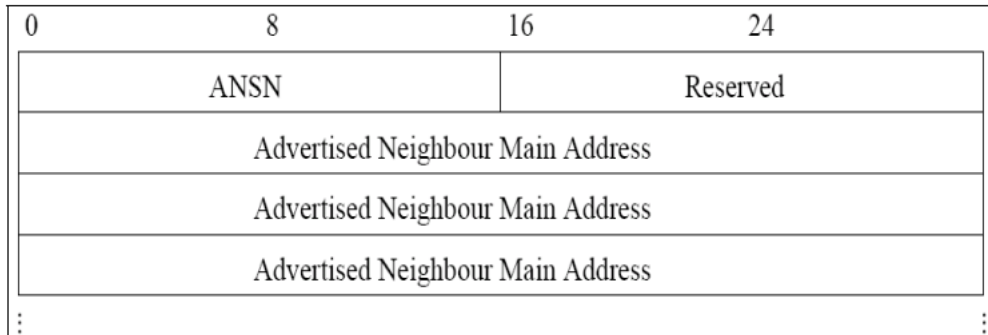 0 8 16 24
ANSN Reserved
Advertised Neighbour Main Address
Advertised Neighbour Main Address
Advertised Neighbour Main Address